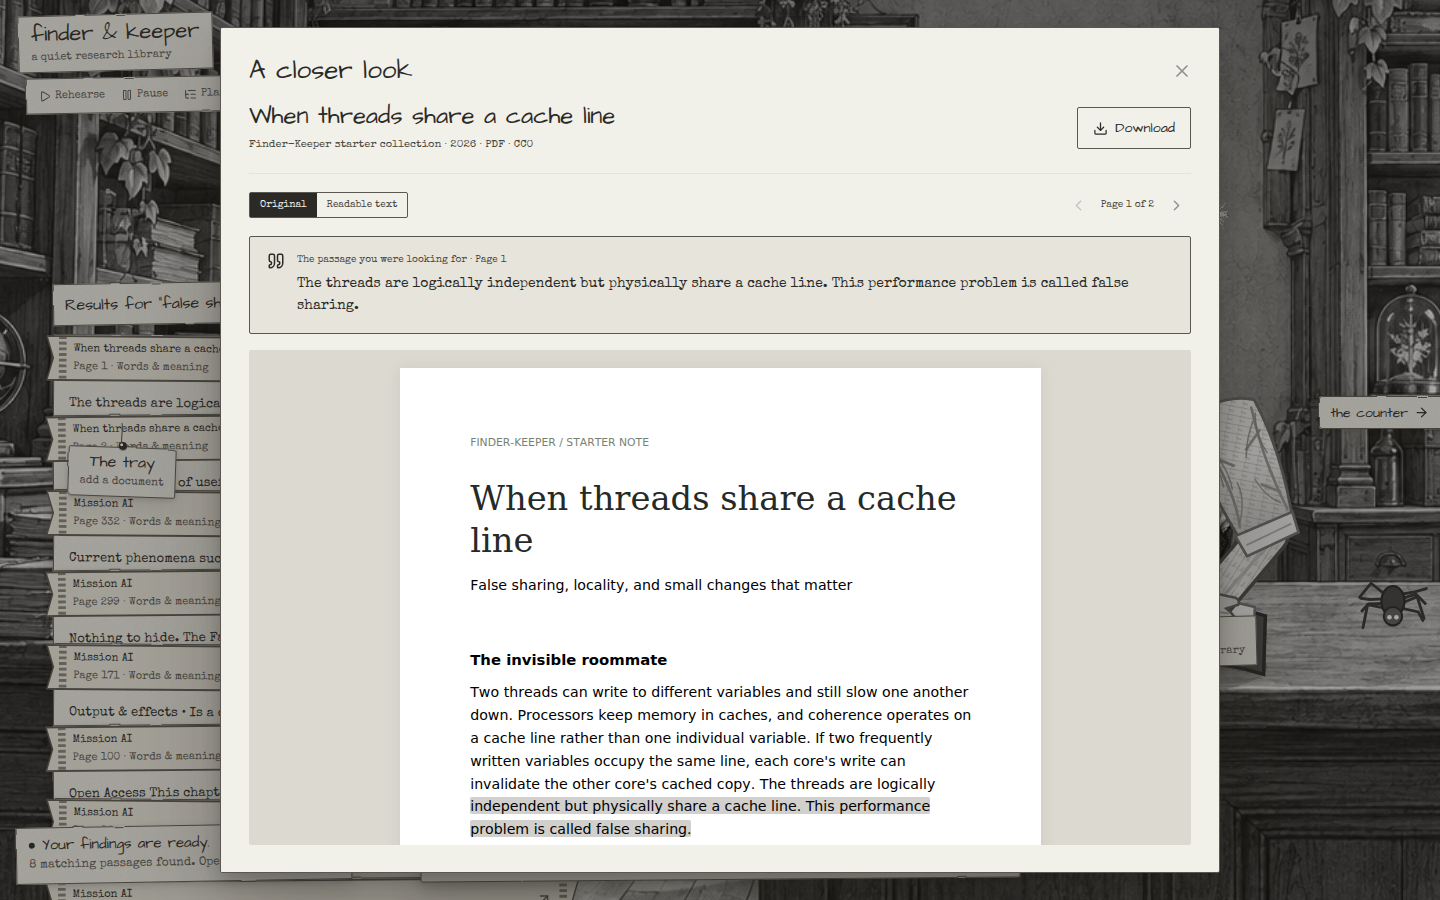 finder & keeper
a quiet research library
Rehearse
Pause
A closer look
When threads share a cache line
Finder-Keeper starter collection · 2026 · PDF · CC0
Download
Original
Readable text
Page 1 of 2
The passage you were looking for · Page 1
The threads are logically independent but physically share a cache line. This performance problem is called false
sharing.
FINDER-KEEPER / STARTER NOTE
When threads share a cache
line
False sharing, locality, and small changes that matter
The invisible roommate
Two threads can write to different variables and still slow one another
down. Processors keep memory in caches, and coherence operates on
a cache line rather than one individual variable. If two frequently
written variables occupy the same line, each core's write can
invalidate the other core's cached copy. The threads are logically
independent but physically share a cache line. This performance
problem is called false sharing.
Results for "false sh
When threads share a cache
Page 1 · Words & meaning
The threads are logica
When threads share a cache
The tray
add a document
of use
Mission AI
Page 332 · Words & meaning
Current phenomena suc
Mission AI
Page 299 · Words & meaning
Nothing to hide. The F
Mission AI
Page 171 · Words & meaning
Output & effects • Is a
Mission AI
Page 100 · Words & meaning
Open Access This chapt
Mission AI
Your findings are ready.
8 matching passages found. Ope
Mission AI
the counter →
rary